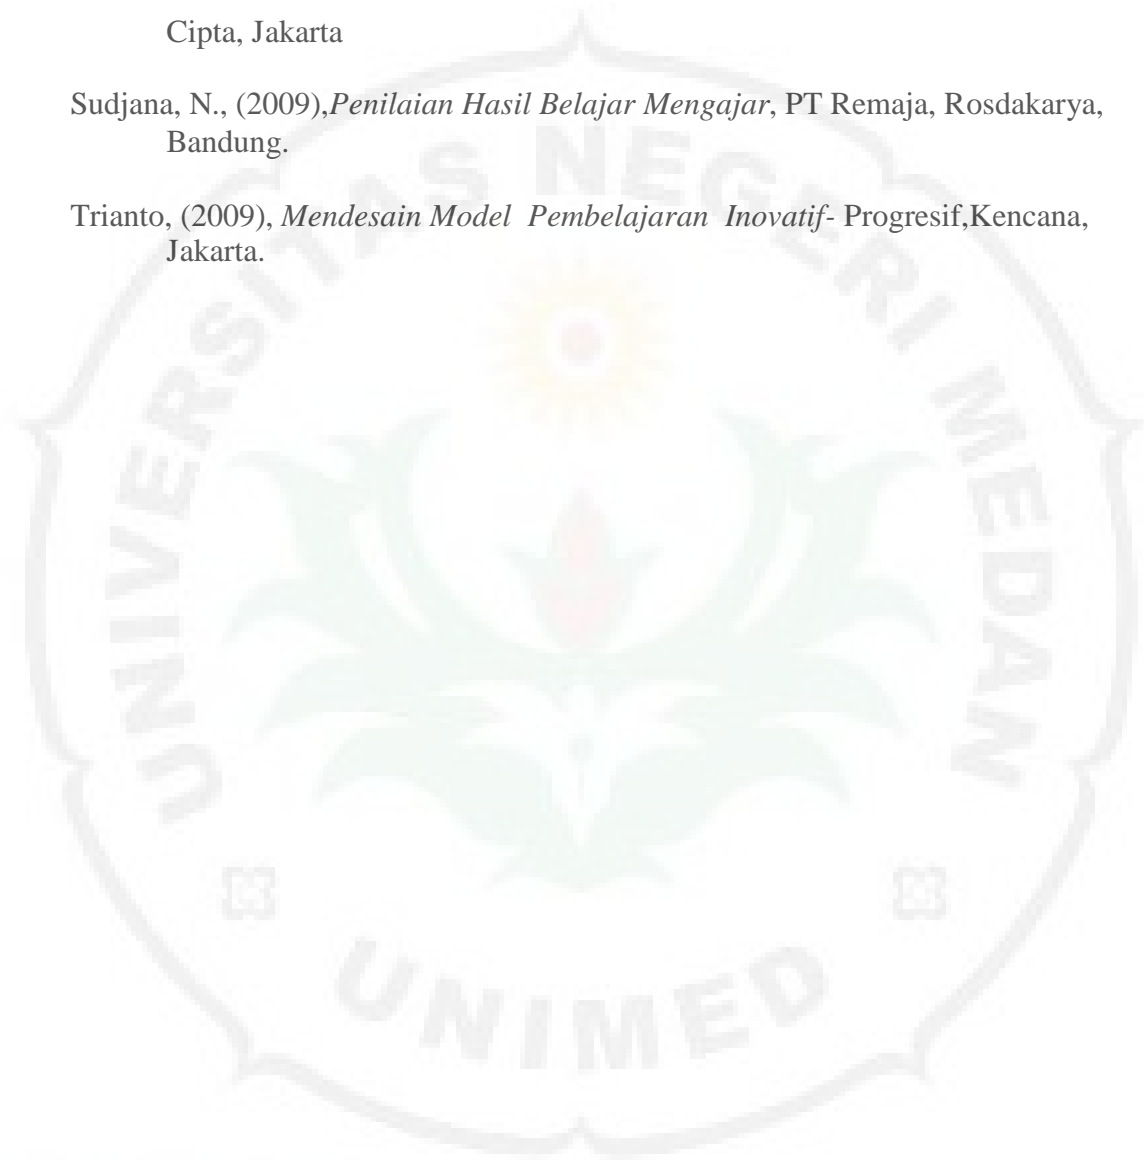 Cipta, Jakarta
Sudjana, N., (2009),Penilaian Hasil Belajar Mengajar, PT Remaja, Rosdakarya,
Bandung.
Trianto, (2009), Mendesain Model Pembelajaran Inovatif- Progresif,Kencana,
Jakarta.
UNIVERSITAS NEGERI MEDAN
UNIMED